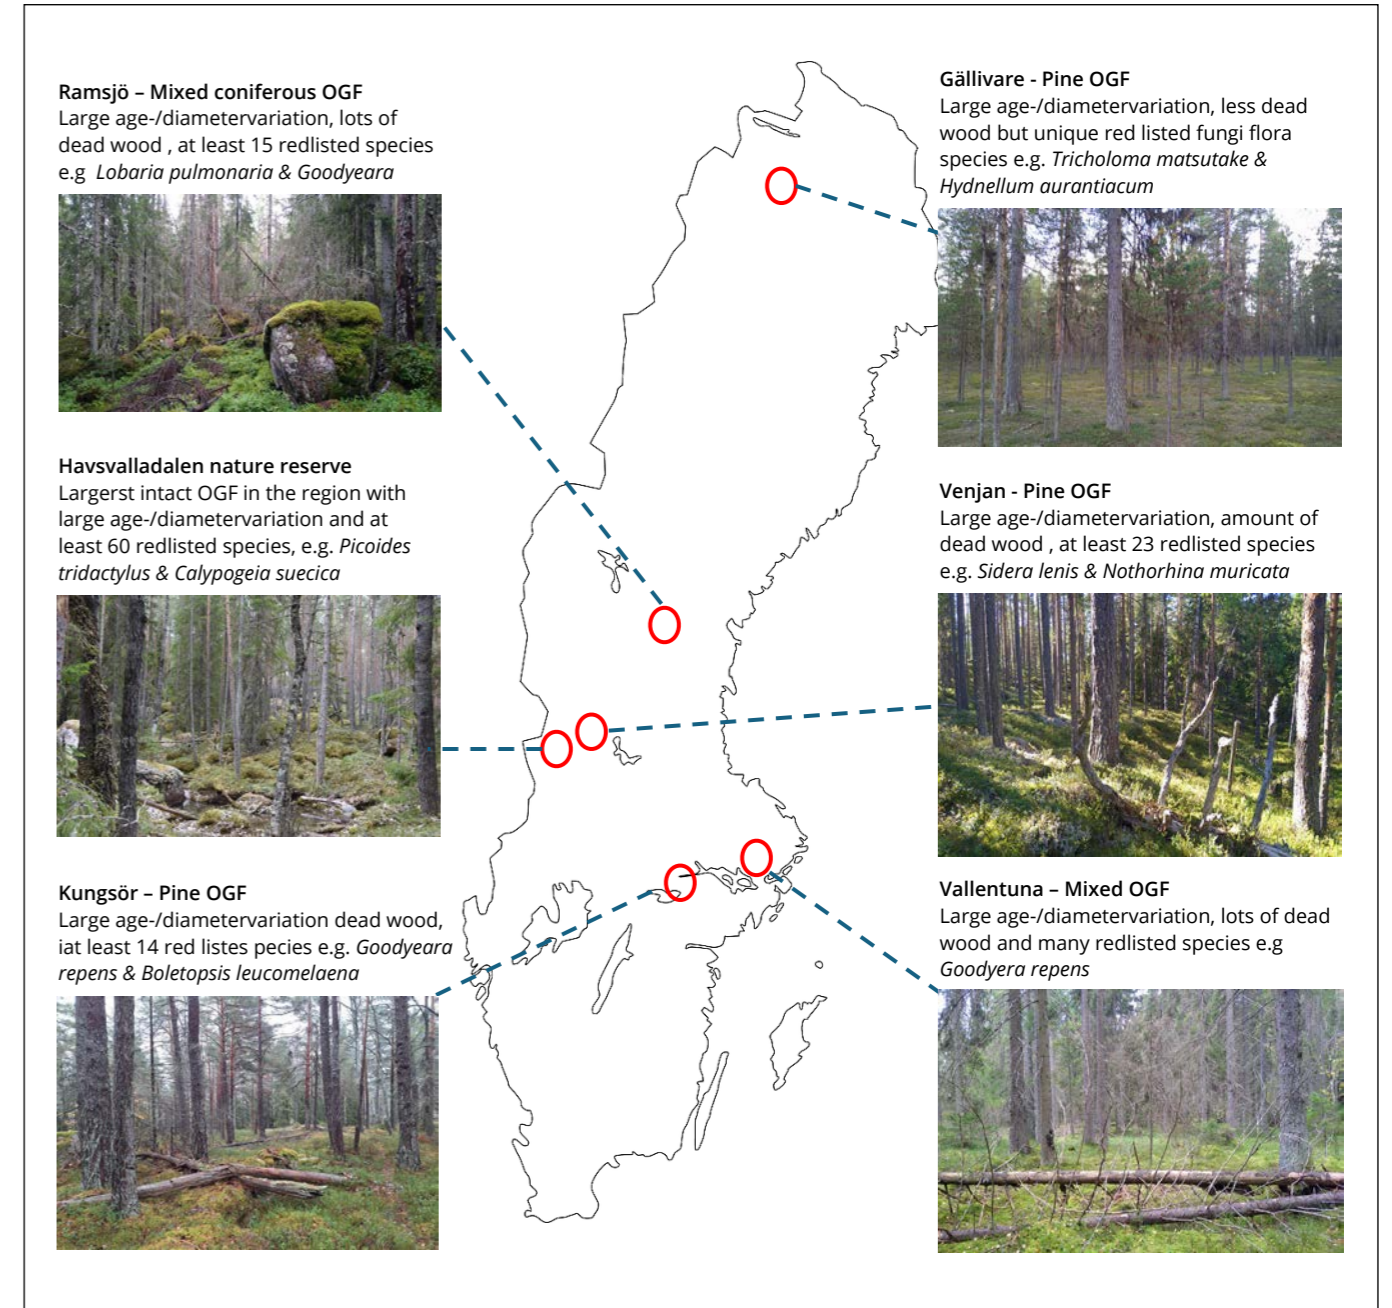 Ramsjö – Mixed coniferous OGF
Large age-/diametervariation, lots of
dead wood , at least 15 redlisted species
e.g  Lobaria pulmonaria & Goodyeara
Havsvalladalen nature reserve
Largerst intact OGF in the region with
large age-/diametervariation and at
least 60 redlisted species, e.g. Picoides
tridactylus & Calypogeia suecica
Kungsör – Pine OGF
Large age-/diametervariation dead wood,
iat least 14 red listes pecies e.g. Goodyeara
repens & Boletopsis leucomelaena
Gällivare - Pine OGF
Large age-/diametervariation, less dead
wood but unique red listed fungi flora
species e.g. Tricholoma matsutake &
Hydnellum aurantiacum
Venjan - Pine OGF
Large age-/diametervariation, amount of
dead wood , at least 23 redlisted species
e.g. Sidera lenis & Nothorhina muricata
Vallentuna – Mixed OGF
Large age-/diametervariation, lots of dead
wood and many redlisted species e.g
Goodyera repens